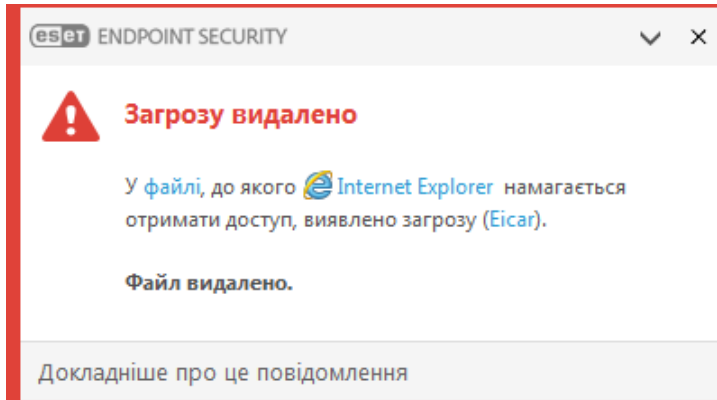 eset ENDPOINT SECURITY
Загрозу видалено
У файлі, до якого Internet Explorer намагається
отримати доступ, виявлено загрозу (Eicar).
Файл видалено.
Докладніше про це повідомлення